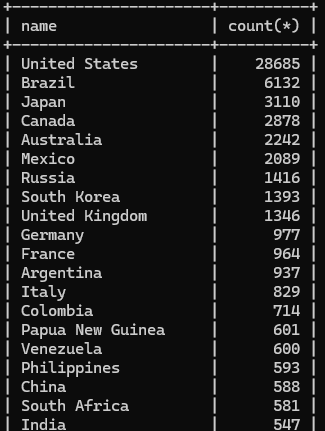 +----------------------+----------+
| name                 | count(*) |
+----------------------+----------+
| United States        |    28685 |
| Brazil               |     6132 |
| Japan                |     3110 |
| Canada               |     2878 |
| Australia            |     2242 |
| Mexico               |     2089 |
| Russia               |     1416 |
| South Korea          |     1393 |
| United Kingdom       |     1346 |
| Germany              |      977 |
| France               |      964 |
| Argentina            |      937 |
| Italy                |      829 |
| Colombia             |      714 |
| Papua New Guinea     |      601 |
| Venezuela            |      600 |
| Philippines          |      593 |
| China                |      588 |
| South Africa         |      581 |
| India                |      547 |